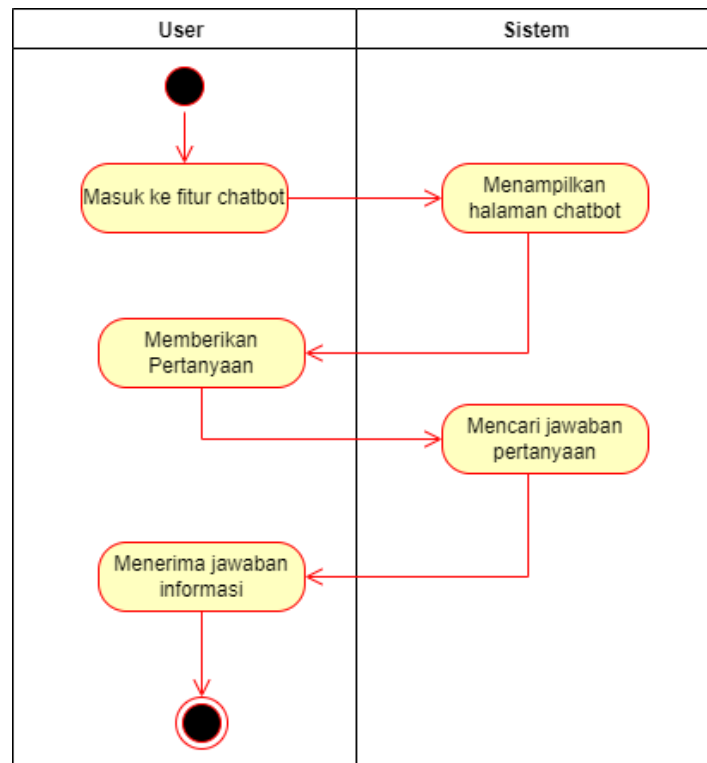 User
Sistem
Masuk ke fitur chatbot
Menampilkan
halaman chatbot
Memberikan
Pertanyaan
Mencari jawaban
pertanyaan
Menerima jawaban
informasi